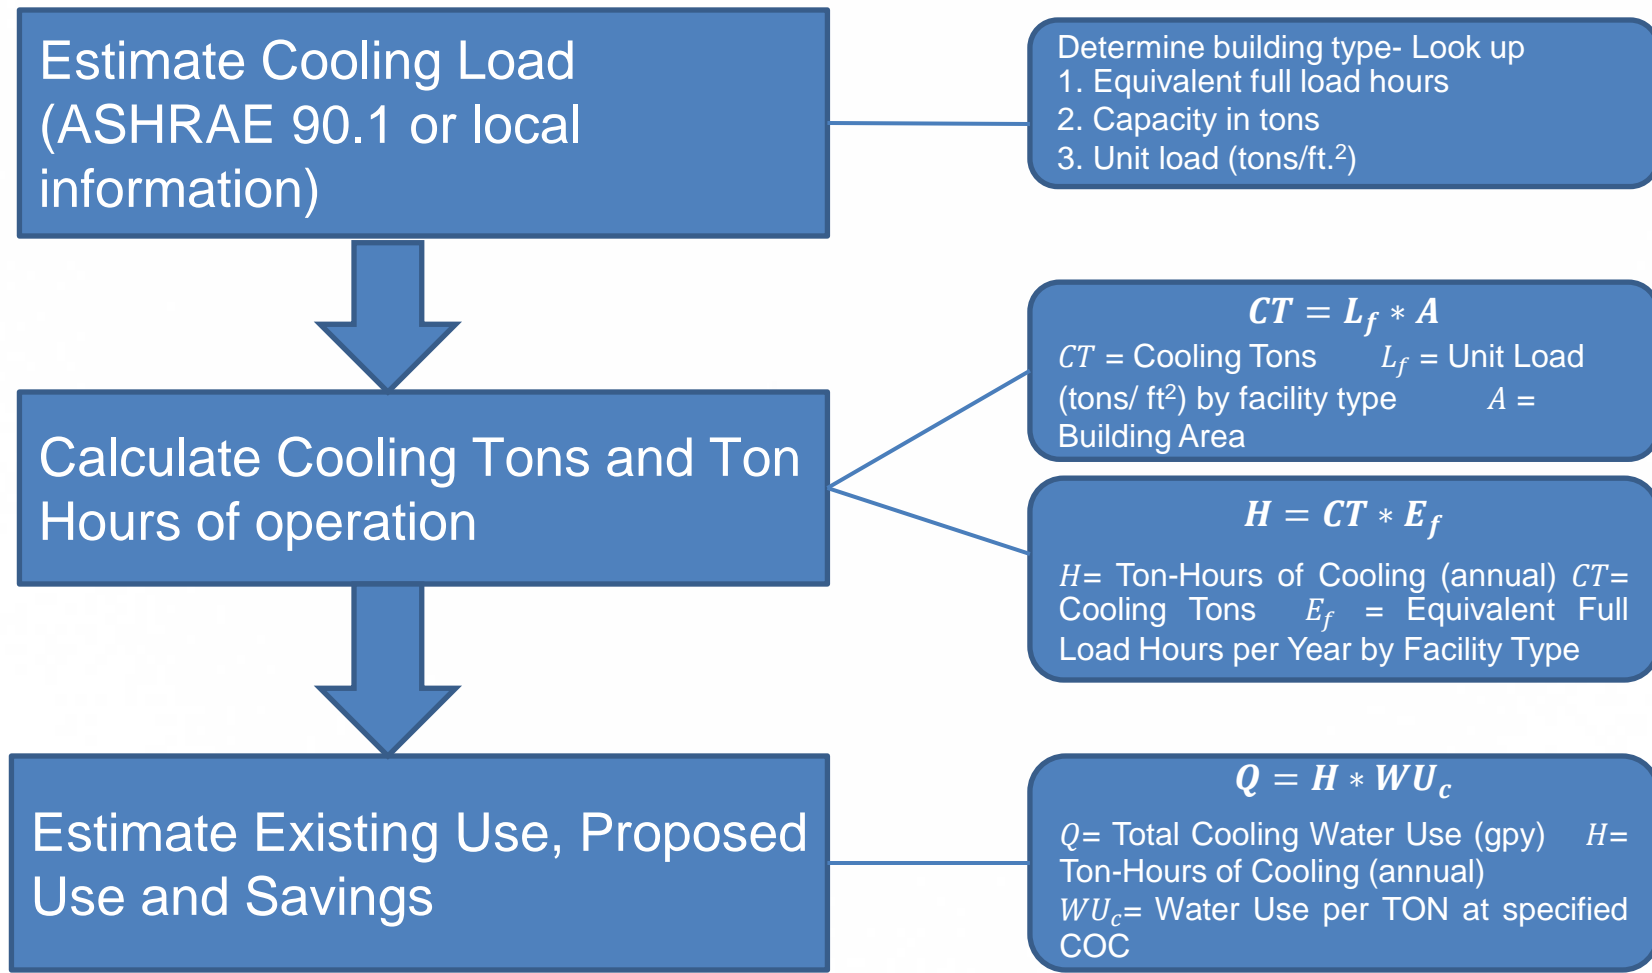 Estimate Cooling Load
(ASHRAE 90.1 or local
information)
Determine building type- Look up
1. Equivalent full load hours
2. Capacity in tons
3. Unit load (tons/ft.²)
Calculate Cooling Tons and Ton
Hours of operation
CT = L_f ∗ A
CT = Cooling Tons L_f = Unit Load
(tons/ ft²) by facility type A =
Building Area
H = CT ∗ E_f
H= Ton-Hours of Cooling (annual) CT=
Cooling Tons E_f = Equivalent Full
Load Hours per Year by Facility Type
Estimate Existing Use, Proposed
Use and Savings
Q = H ∗ WU_c
Q= Total Cooling Water Use (gpy) H=
Ton-Hours of Cooling (annual)
WU_c= Water Use per TON at specified
COC